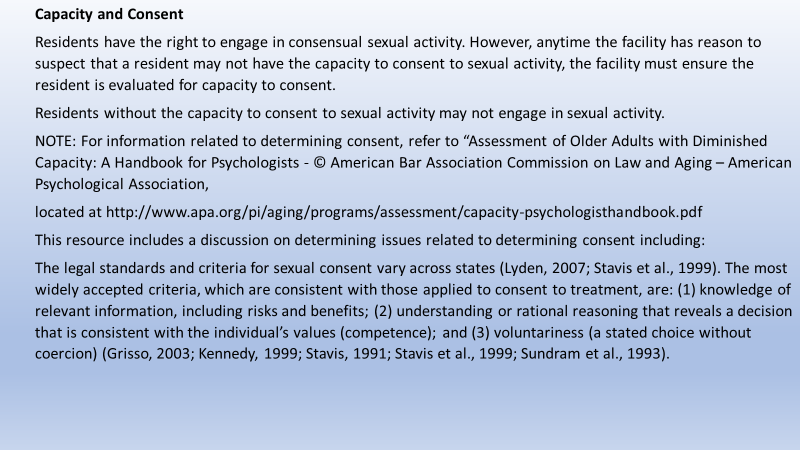 Capacity and Consent
Residents have the right to engage in consensual sexual activity. However, anytime the facility has reason to
suspect that a resident may not have the capacity to consent to sexual activity, the facility must ensure the
resident is evaluated for capacity to consent.
Residents without the capacity to consent to sexual activity may not engage in sexual activity.
NOTE: For information related to determining consent, refer to “Assessment of Older Adults with Diminished
Capacity: A Handbook for Psychologists - © American Bar Association Commission on Law and Aging – American
Psychological Association,
located at http://www.apa.org/pi/aging/programs/assessment/capacity-psychologisthandbook.pdf
This resource includes a discussion on determining issues related to determining consent including:
The legal standards and criteria for sexual consent vary across states (Lyden, 2007; Stavis et al., 1999). The most
widely accepted criteria, which are consistent with those applied to consent to treatment, are: (1) knowledge of
relevant information, including risks and benefits; (2) understanding or rational reasoning that reveals a decision
that is consistent with the individual’s values (competence); and (3) voluntariness (a stated choice without
coercion) (Grisso, 2003; Kennedy, 1999; Stavis, 1991; Stavis et al., 1999; Sundram et al., 1993).